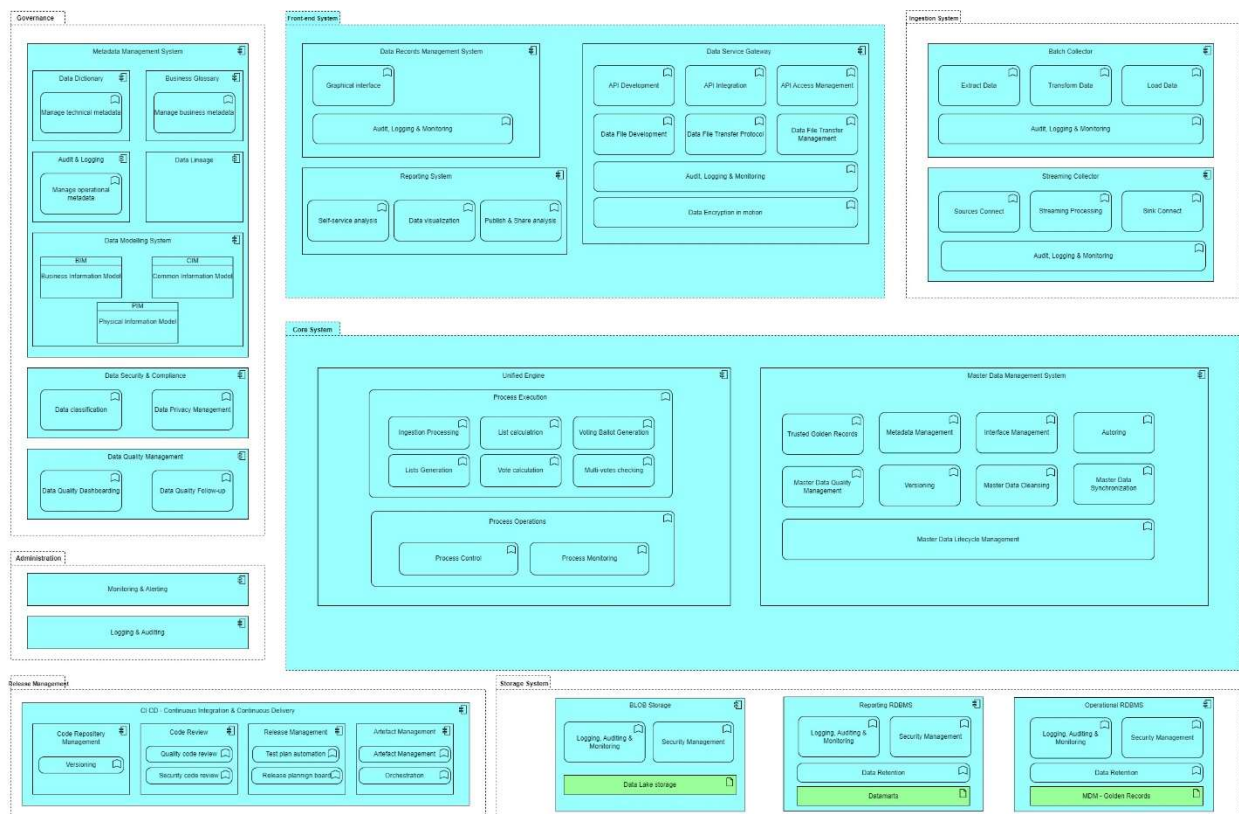 Governance
Metadata Management System
Data Dictionary
Manage technical metadata
Business Glossary
Manage business metadata
Audit & Logging
Manage operational
metadata
Data Lineage
Data Modelling System
BIM
Business Information Model
CIM
Common Information Model
PIM
Physical Information Model
Data Security & Compliance
Data classification
Data Privacy Management
Data Quality Management
Data Quality Dashboarding
Data Quality Follow-up
Administration
Monitoring & Alerting
Logging & Auditing
Front-end System
Data Records Management System
Graphical interface
Audit, Logging & Monitoring
Reporting System
Self-service analysis
Data visualization
Publish & Share analysis
Data Service Gateway
API Development
API Integration
API Access Management
Data File Development
Data File Transfer Protocol
Data File Transfer
Management
Audit, Logging & Monitoring
Data Encryption in motion
Ingestion System
Batch Collector
Extract Data
Transform Data
Load Data
Audit, Logging & Monitoring
Streaming Collector
Sources Connect
Streaming Processing
Sink Connect
Audit, Logging & Monitoring
Core System
Unified Engine
Process Execution
Ingestion Processing
List calculatrion
Voting Ballot Generation
Lists Generation
Vote calculation
Multi-votes checking
Process Operations
Process Control
Process Monitoring
Master Data Management System
Trusted Golden Records
Metadata Management
Interface Management
Autoring
Master Data Quality
Management
Versioning
Master Data Cleansing
Master Data
Synchronization
Master Data Lifecycle Management
Release Management
CI CD - Continuous Integration & Continuous Delivery
Code Repository
Management
Versioning
Code Review
Quality code review
Security code review
Release Management
Test plan automation
Release plannign board
Artefact Management
Artefact Management
Orchestration
Storage System
BLOB Storage
Logging, Auditing &
Monitoring
Security Management
Data Lake storage
Reporting RDBMS
Logging, Auditing &
Monitoring
Security Management
Data Retention
Datamarts
Operational RDBMS
Logging, Auditing &
Monitoring
Security Management
Data Retention
MDM - Golden Records